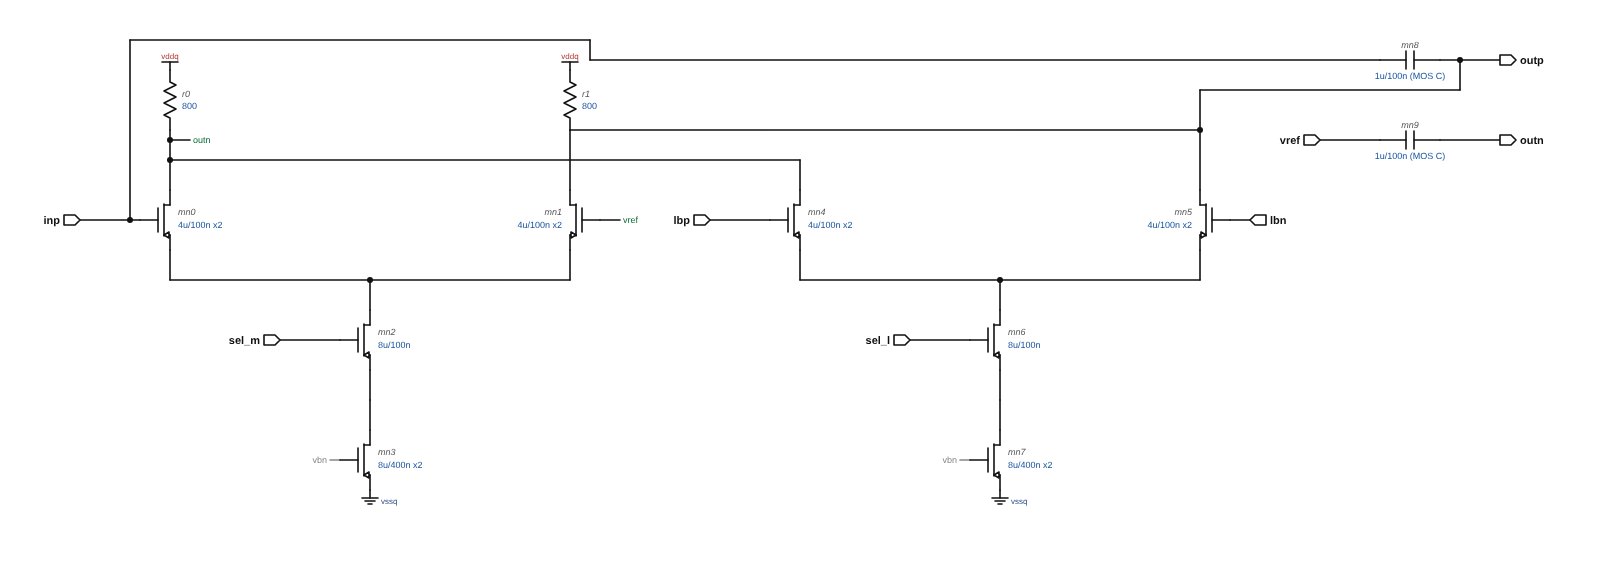 mn8
vddq
vddq
outp
1u/100n (MOS C)
r0
800
r1
800
mn9
outn
vref
outn
1u/100n (MOS C)
inp
mn0
4u/100n x2
mn1
4u/100n x2
vref
lbp
mn4
4u/100n x2
mn5
4u/100n x2
lbn
sel_m
mn2
8u/100n
sel_l
mn6
8u/100n
vbn
mn3
8u/400n x2
vbn
mn7
8u/400n x2
vssq
vssq